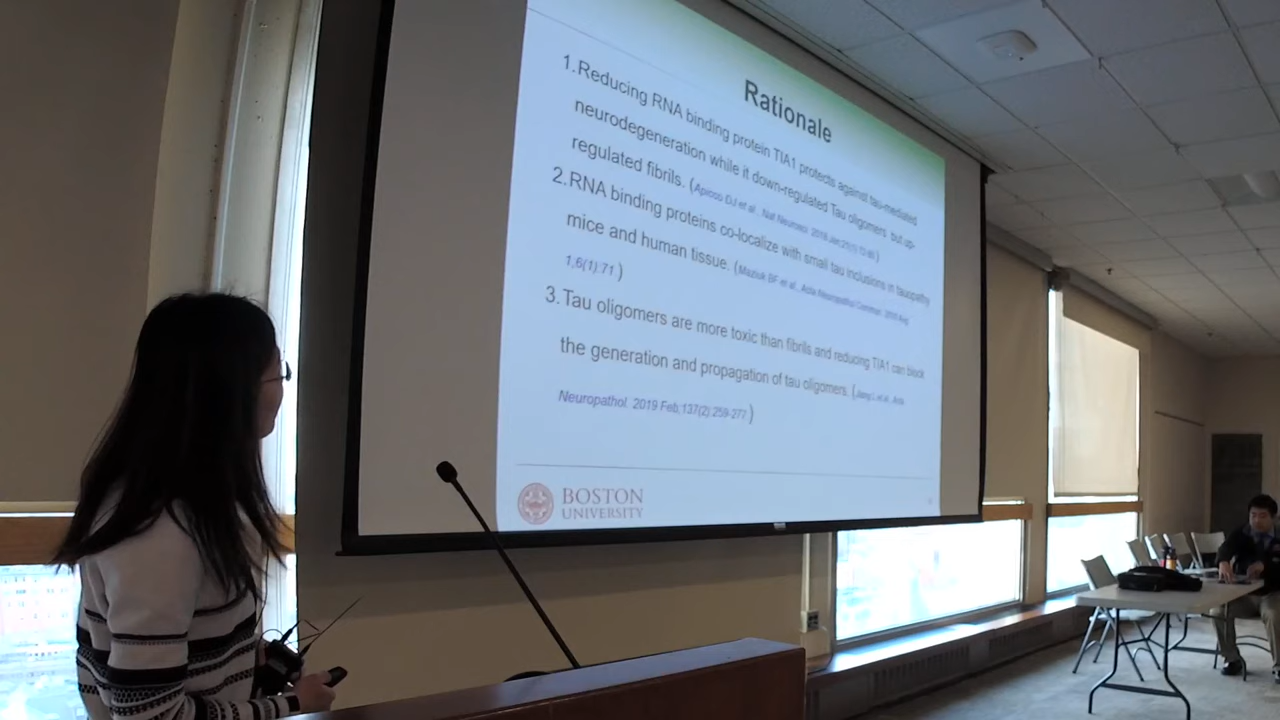 Rationale
1. Reducing RNA binding protein TIA1 protects against tau-mediated
neurodegeneration while it down-regulated Tau oligomers but up-
regulated fibrils. (Apicco DJ et al., Nat Neurosci. 2018 Jan;21(1):72-80)
2. RNA binding proteins co-localize with small tau inclusions in tauopathy
mice and human tissue. (Maziuk BF et al., Acta Neuropathol Commun. 2018 Aug
1;6(1):71.)
3. Tau oligomers are more toxic than fibrils and reducing TIA1 can block
the generation and propagation of tau oligomers. (Jiang L et al., Acta
Neuropathol. 2019 Feb;137(2):259-277)
BOSTON
UNIVERSITY